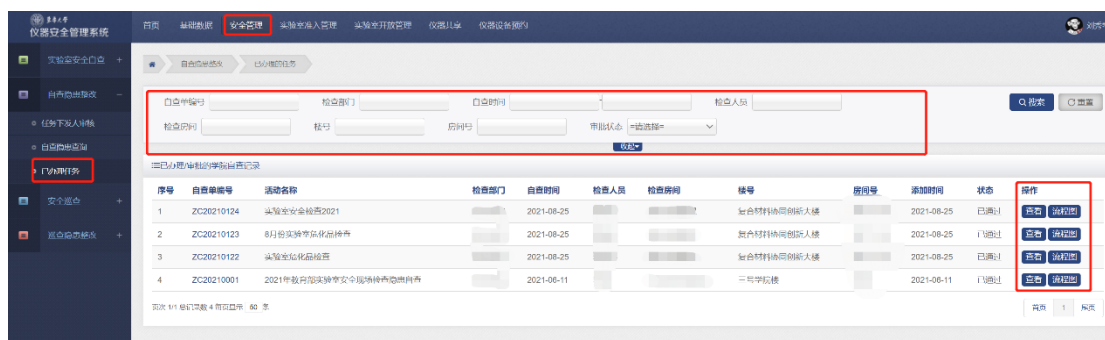 仪器安全管理系统
首页 基础数据 安全管理 实验室准入管理 实验室开放管理 仪器共享 仪器设备预约
实验室安全自查 +
自查隐患整改 －
任务下发人审核
自查隐患查询
已办理任务
安全巡查 +
巡查隐患整改 +
自查隐患整改 已办理的任务
自查单编号 检查部门 自查时间 - 检查人员 搜索 重置
检查房间 楼号 房间号 审批状态 =请选择=
收起
已办理/审批的学院自查记录
序号 自查单编号 活动名称 检查部门 自查时间 检查人员 检查房间 楼号 房间号 添加时间 状态 操作
1 ZC20210124 实验室安全检查2021 2021-08-25 复合材料协同创新大楼 2021-08-25 已通过 查看 流程图
2 ZC20210123 8月份实验室危化品检查 2021-08-25 复合材料协同创新大楼 2021-08-25 已通过 查看 流程图
3 ZC20210122 实验室危化品检查 2021-08-25 复合材料协同创新大楼 2021-08-25 已通过 查看 流程图
4 ZC20210001 2021年教育部实验室安全现场检查隐患自查 2021-06-11 三号学院楼 2021-06-11 已通过 查看 流程图
页次 1/1 总记录数 4 每页显示 60 条
首页 1 尾页